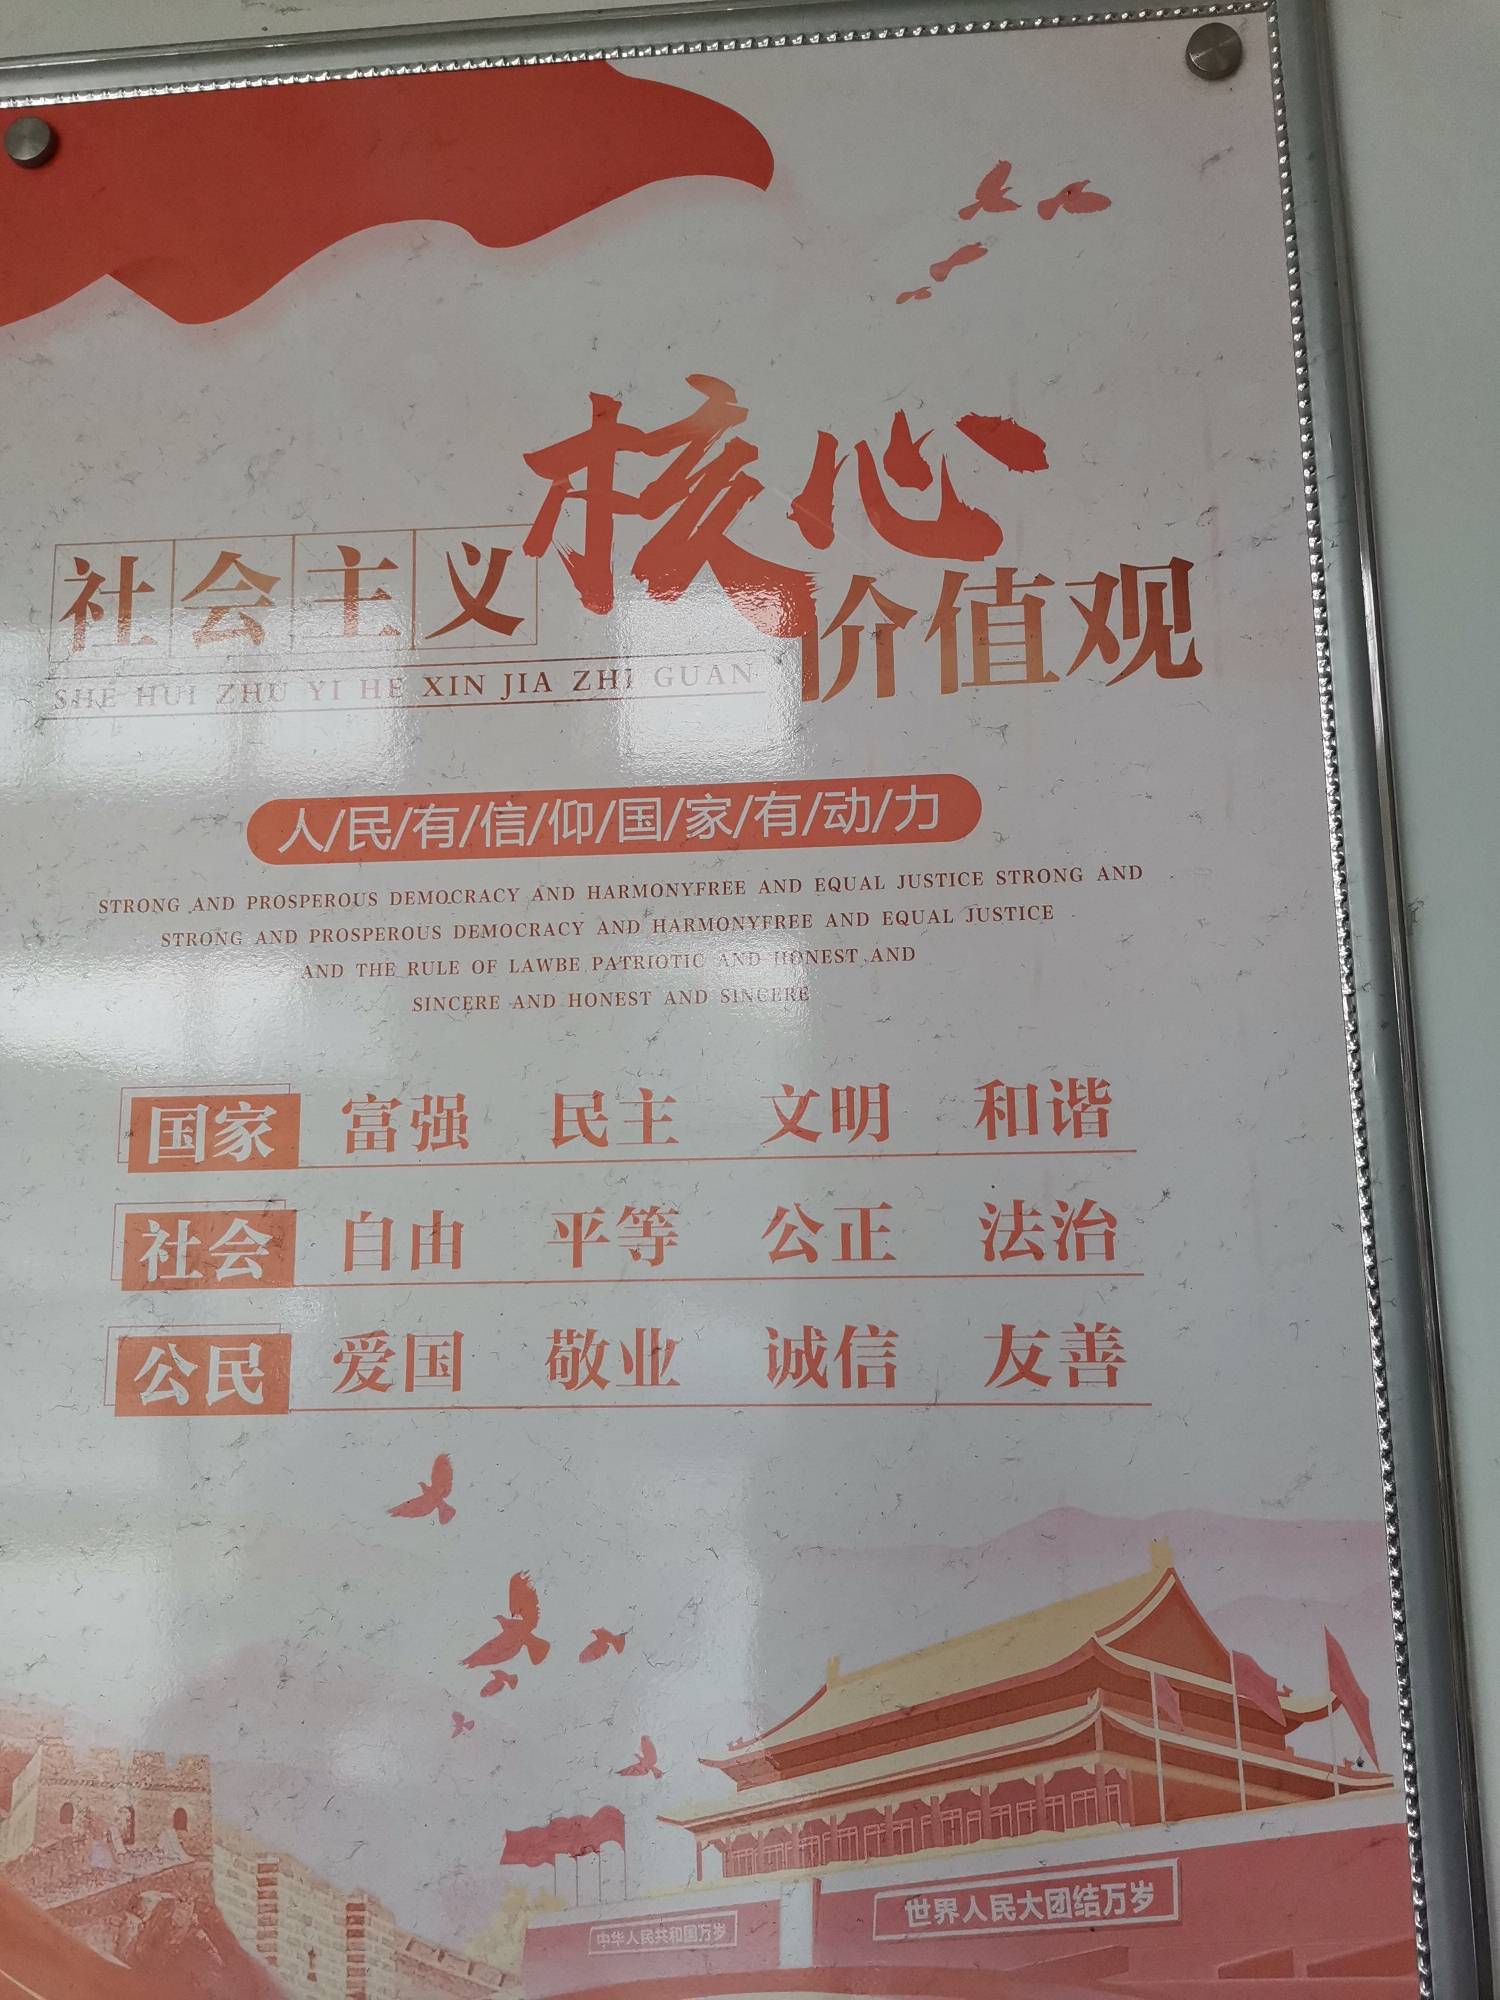 社会主义核心价值观
SHE HUI ZHU YI HE XIN JIA ZHI GUAN
人/民/有/信/仰/国/家/有/动/力
STRONG AND PROSPEROUS DEMOCRACY AND HARMONYFREE AND EQUAL JUSTICE STRONG AND
STRONG AND PROSPEROUS DEMOCRACY AND HARMONYFREE AND EQUAL JUSTICE
AND THE RULE OF LAWBE PATRIOTIC AND HONEST AND
SINCERE AND HONEST AND SINCERE
国家 富强 民主 文明 和谐
社会 自由 平等 公正 法治
公民 爱国 敬业 诚信 友善
中华人民共和国万岁
世界人民大团结万岁